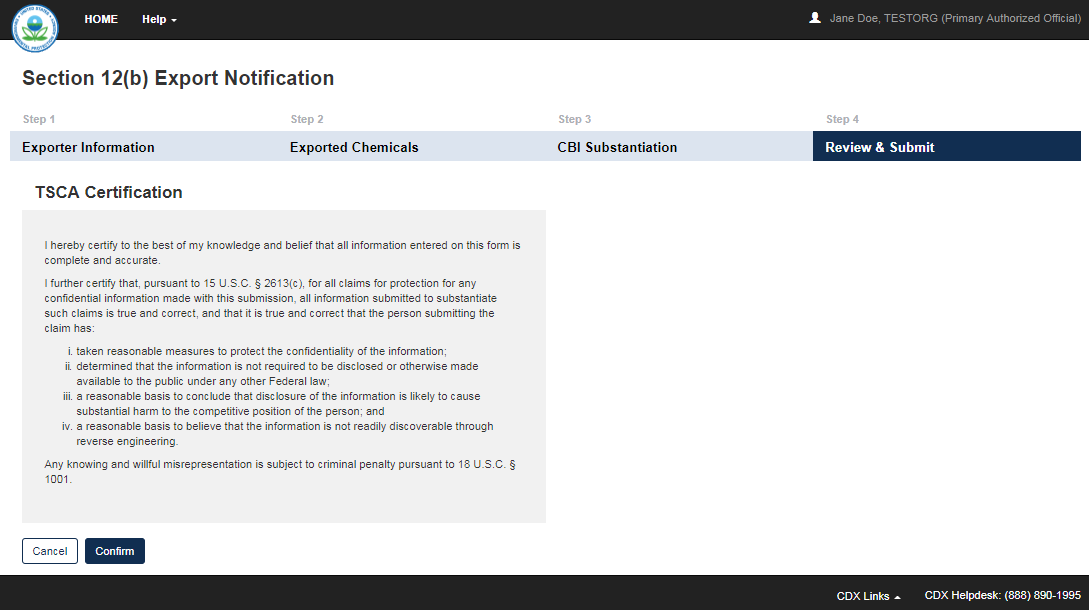 HOME
Help
Jane Doe, TESTORG (Primary Authorized Official)
Section 12(b) Export Notification
Step 1
Step 2
Step 3
Step 4
Exporter Information
Exported Chemicals
CBI Substantiation
Review & Submit
TSCA Certification
I hereby certify to the best of my knowledge and belief that all information entered on this form is
complete and accurate.
I further certify that, pursuant to 15 U.S.C. § 2613(c), for all claims for protection for any
confidential information made with this submission, all information submitted to substantiate
such claims is true and correct, and that it is true and correct that the person submitting the
claim has:
i. taken reasonable measures to protect the confidentiality of the information;
ii. determined that the information is not required to be disclosed or otherwise made
available to the public under any other Federal law;
iii. a reasonable basis to conclude that disclosure of the information is likely to cause
substantial harm to the competitive position of the person; and
iv. a reasonable basis to believe that the information is not readily discoverable through
reverse engineering.
Any knowing and willful misrepresentation is subject to criminal penalty pursuant to 18 U.S.C. §
1001.
Cancel
Confirm
CDX Links
CDX Helpdesk: (888) 890-1995